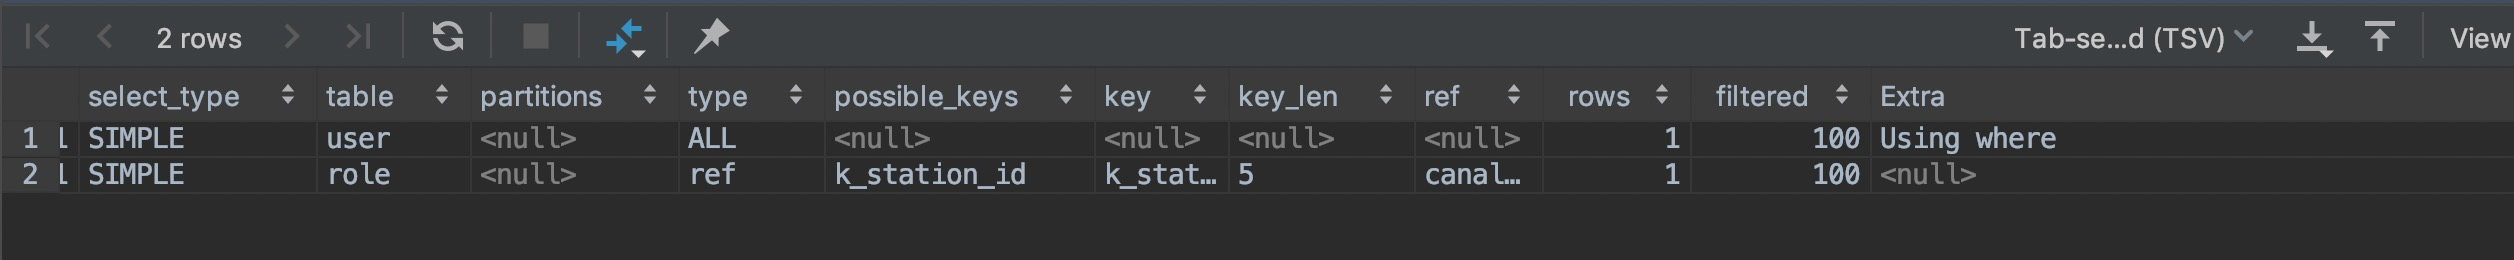 2 rows Tab-se...d (TSV) View
select_type table partitions type possible_keys key key_len ref rows filtered Extra
1 1 SIMPLE user <null> ALL <null> <null> <null> <null> 1 100 Using where
2 1 SIMPLE role <null> ref k_station_id k_stat... 5 canal... 1 100 <null>